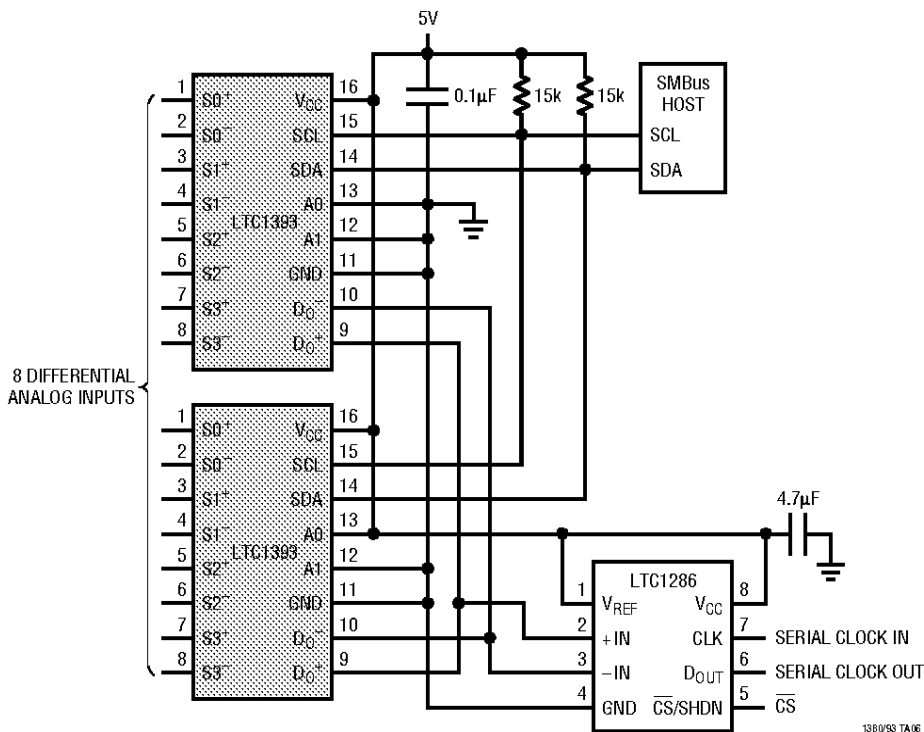 5V
0.1µF
15k
15k
SMBus
HOST
SCL
SDA
1 S0+
2 S0−
3 S1+
4 S1−
5 S2+
6 S2−
7 S3+
8 S3−
LTC1393
16 VCC
15 SCL
14 SDA
13 A0
12 A1
11 GND
10 DO−
9 DO+
8 DIFFERENTIAL
ANALOG INPUTS
1 S0+
2 S0−
3 S1+
4 S1−
5 S2+
6 S2−
7 S3+
8 S3−
LTC1393
16 VCC
15 SCL
14 SDA
13 A0
12 A1
11 GND
10 DO−
9 DO+
4.7µF
LTC1286
1 VREF
2 +IN
3 −IN
4 GND
VCC 8
CLK 7 SERIAL CLOCK IN
DOUT 6 SERIAL CLOCK OUT
C̅S̅/SHDN 5 C̅S̅
1380/93 TA06